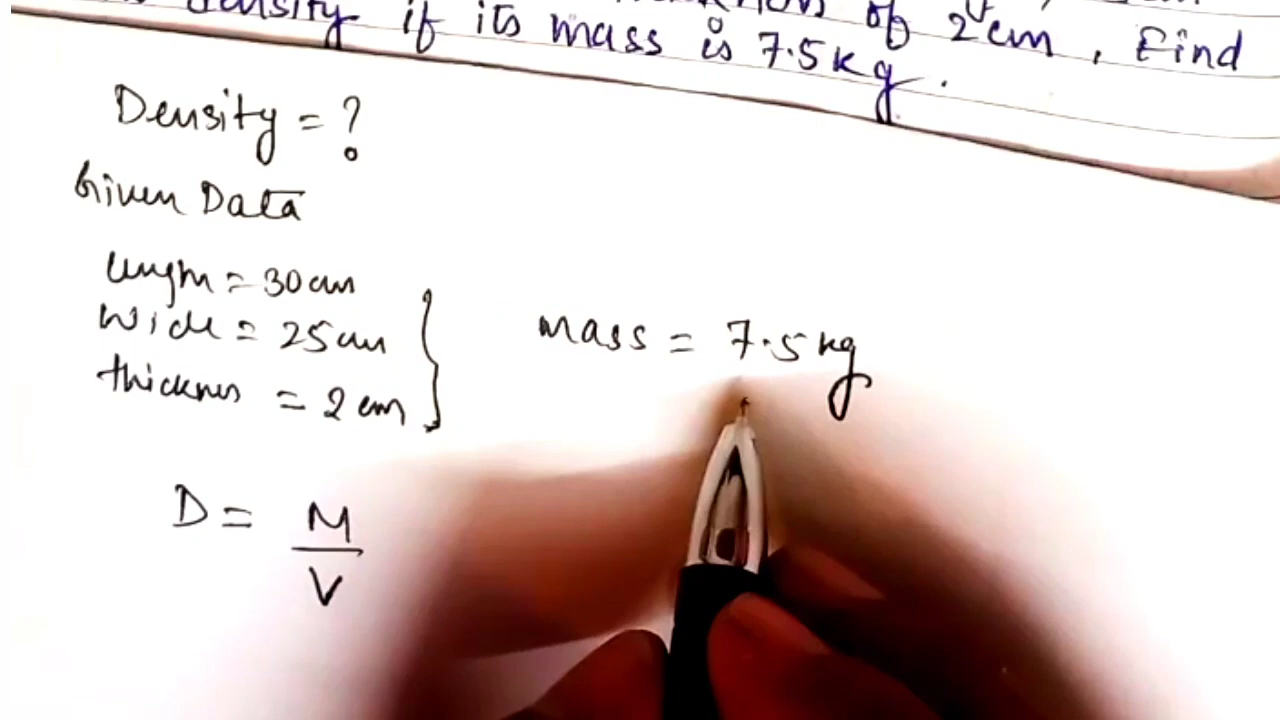 density if its mass is 7.5kg.
of 2cm, Find
Density = ?
Given Data
length = 30cm
wide = 25cm
thicknes = 2cm
mass = 7.5kg
D = M
V